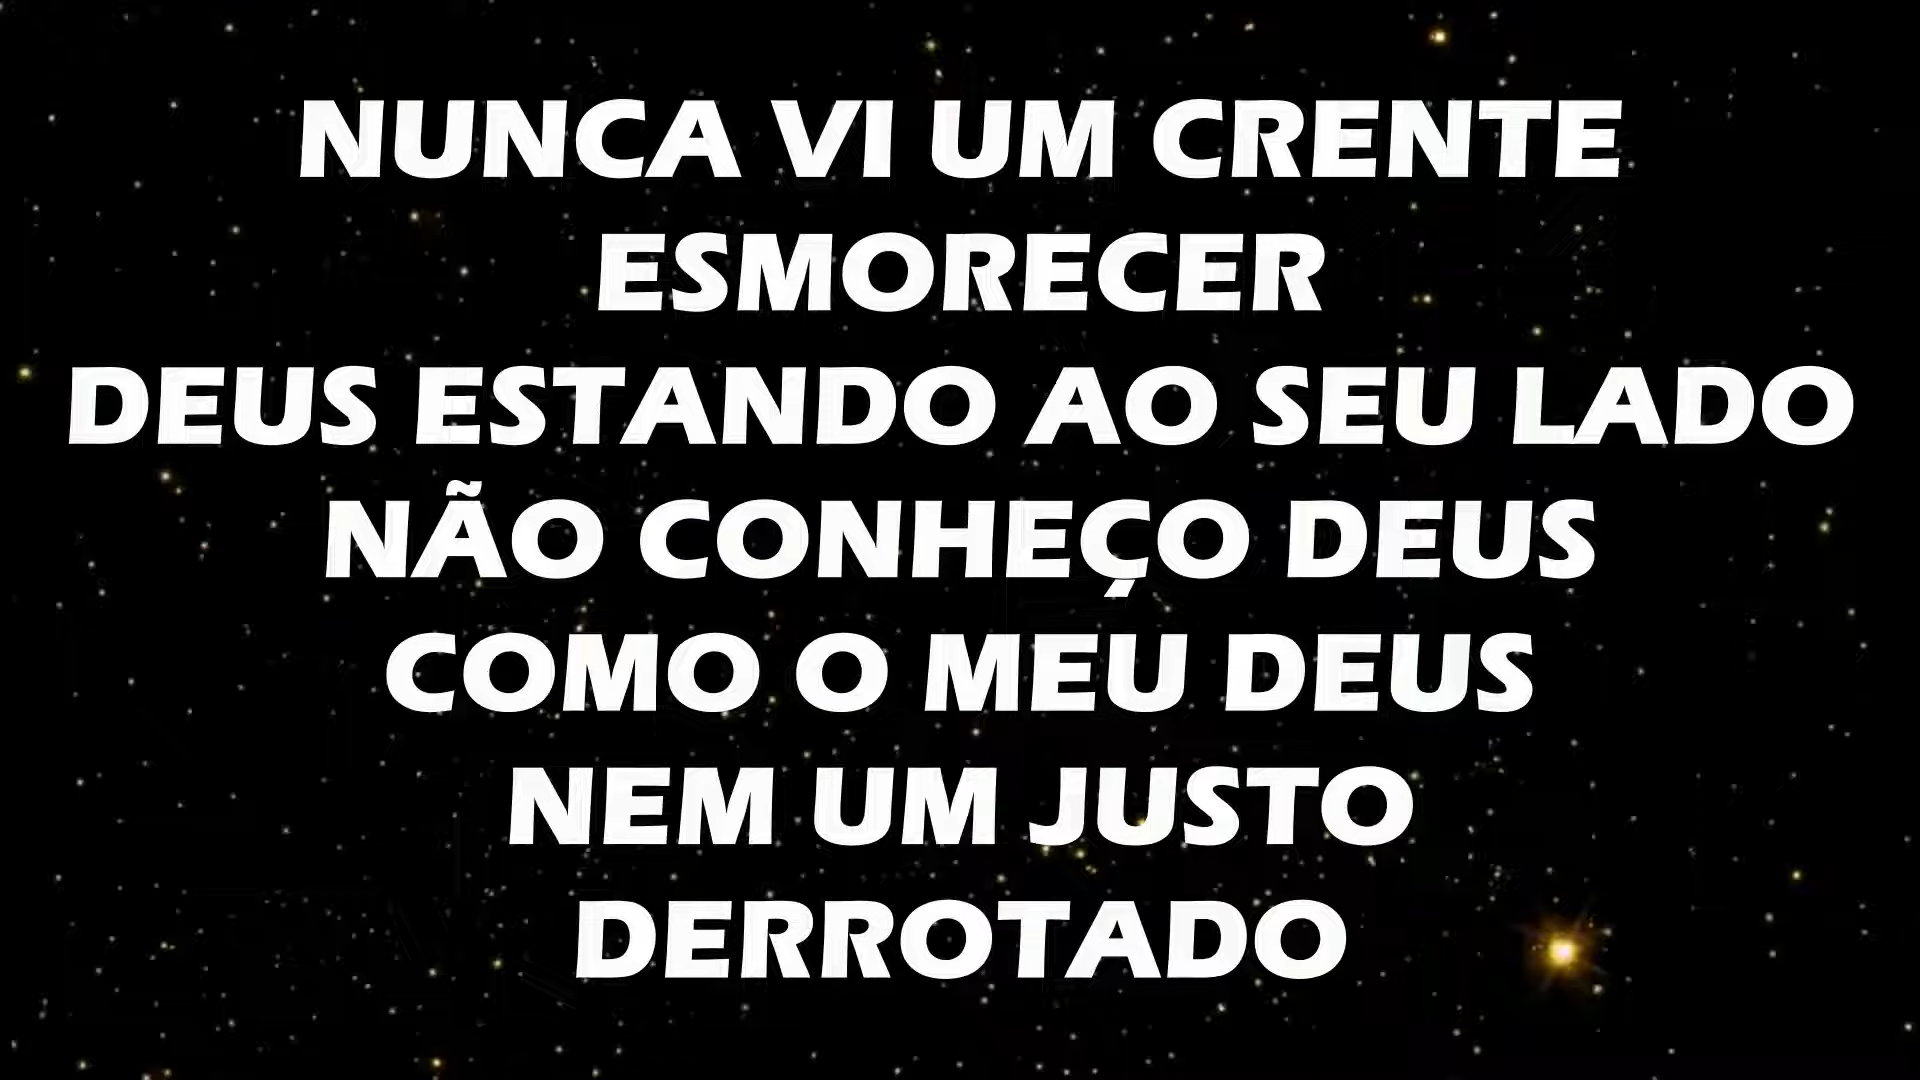 NUNCA VI UM CRENTE
ESMORECER
DEUS ESTANDO AO SEU LADO
NÃO CONHEÇO DEUS
COMO O MEU DEUS
NEM UM JUSTO
DERROTADO